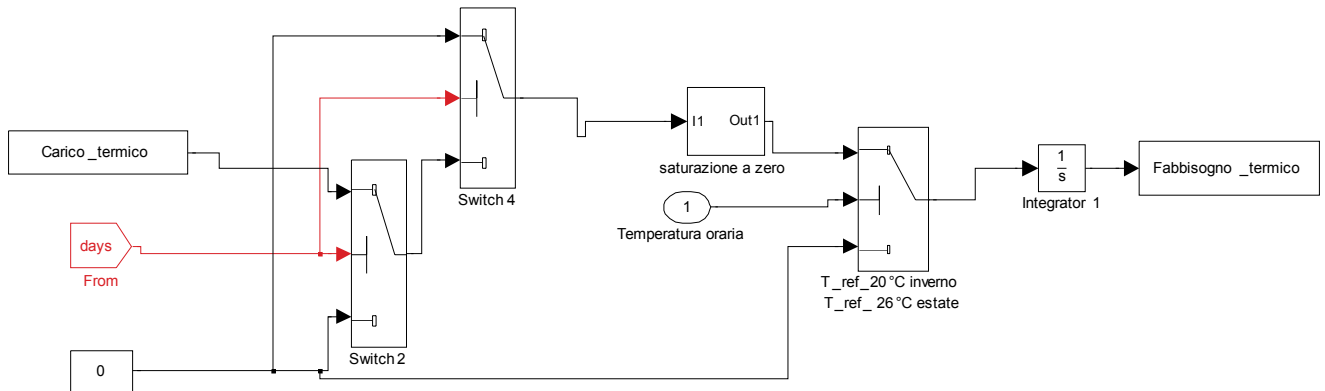 Carico _termico
days
From
0
Switch 2
Switch 4
I1
Out1
saturazione a zero
1
Temperatura oraria
T_ref_20 °C inverno
T_ref_ 26 °C estate
1
s
Integrator 1
Fabbisogno _termico